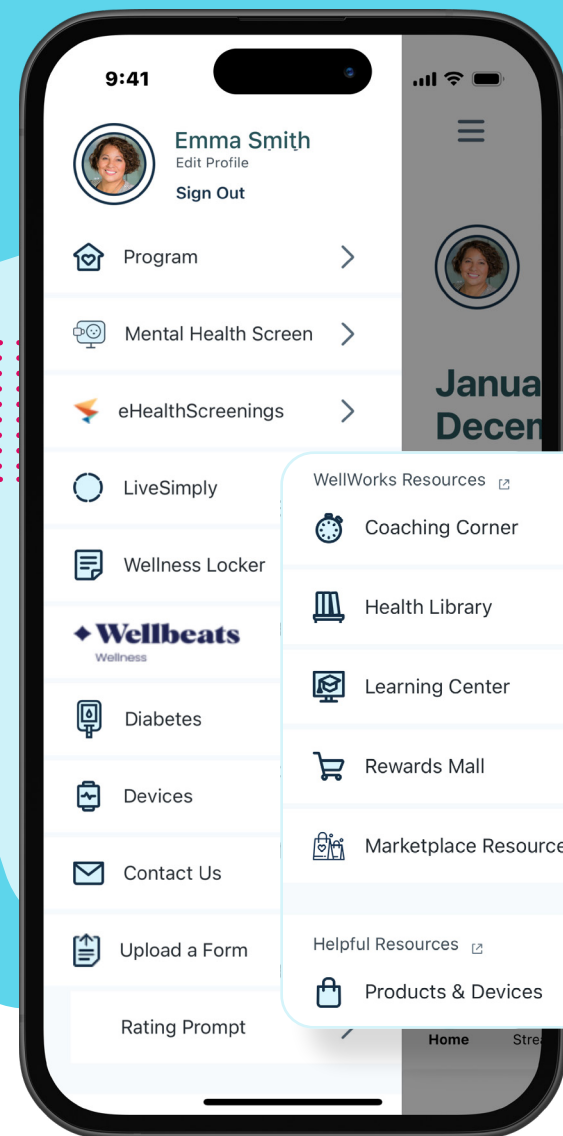 9:41
Emma Smith
Edit Profile
Sign Out
Program
Mental Health Screen
eHealthScreenings
LiveSimply
Wellness Locker
Wellbeats
Wellness
Diabetes
Devices
Contact Us
Upload a Form
Rating Prompt
Janua
Decem
WellWorks Resources
Coaching Corner
Health Library
Learning Center
Rewards Mall
Marketplace Resource
Helpful Resources
Products & Devices
Home Strea